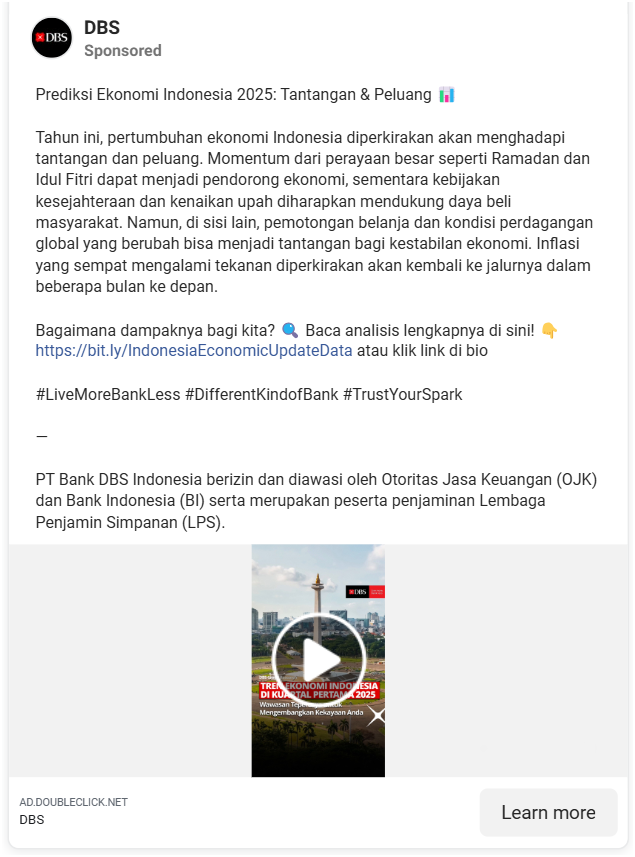 DBS
DBS
Sponsored
Prediksi Ekonomi Indonesia 2025: Tantangan & Peluang 📊
Tahun ini, pertumbuhan ekonomi Indonesia diperkirakan akan menghadapi
tantangan dan peluang. Momentum dari perayaan besar seperti Ramadan dan
Idul Fitri dapat menjadi pendorong ekonomi, sementara kebijakan
kesejahteraan dan kenaikan upah diharapkan mendukung daya beli
masyarakat. Namun, di sisi lain, pemotongan belanja dan kondisi perdagangan
global yang berubah bisa menjadi tantangan bagi kestabilan ekonomi. Inflasi
yang sempat mengalami tekanan diperkirakan akan kembali ke jalurnya dalam
beberapa bulan ke depan.
Bagaimana dampaknya bagi kita? 🔍 Baca analisis lengkapnya di sini! 👇
https://bit.ly/IndonesiaEconomicUpdateData atau klik link di bio
#LiveMoreBankLess #DifferentKindofBank #TrustYourSpark
—
PT Bank DBS Indonesia berizin dan diawasi oleh Otoritas Jasa Keuangan (OJK)
dan Bank Indonesia (BI) serta merupakan peserta penjaminan Lembaga
Penjamin Simpanan (LPS).
DBS
TREN EKONOMI INDONESIA
DI KUARTAL PERTAMA 2025
Wawasan
Mengembangkan Kekayaan Anda
AD.DOUBLECLICK.NET
DBS
Learn more